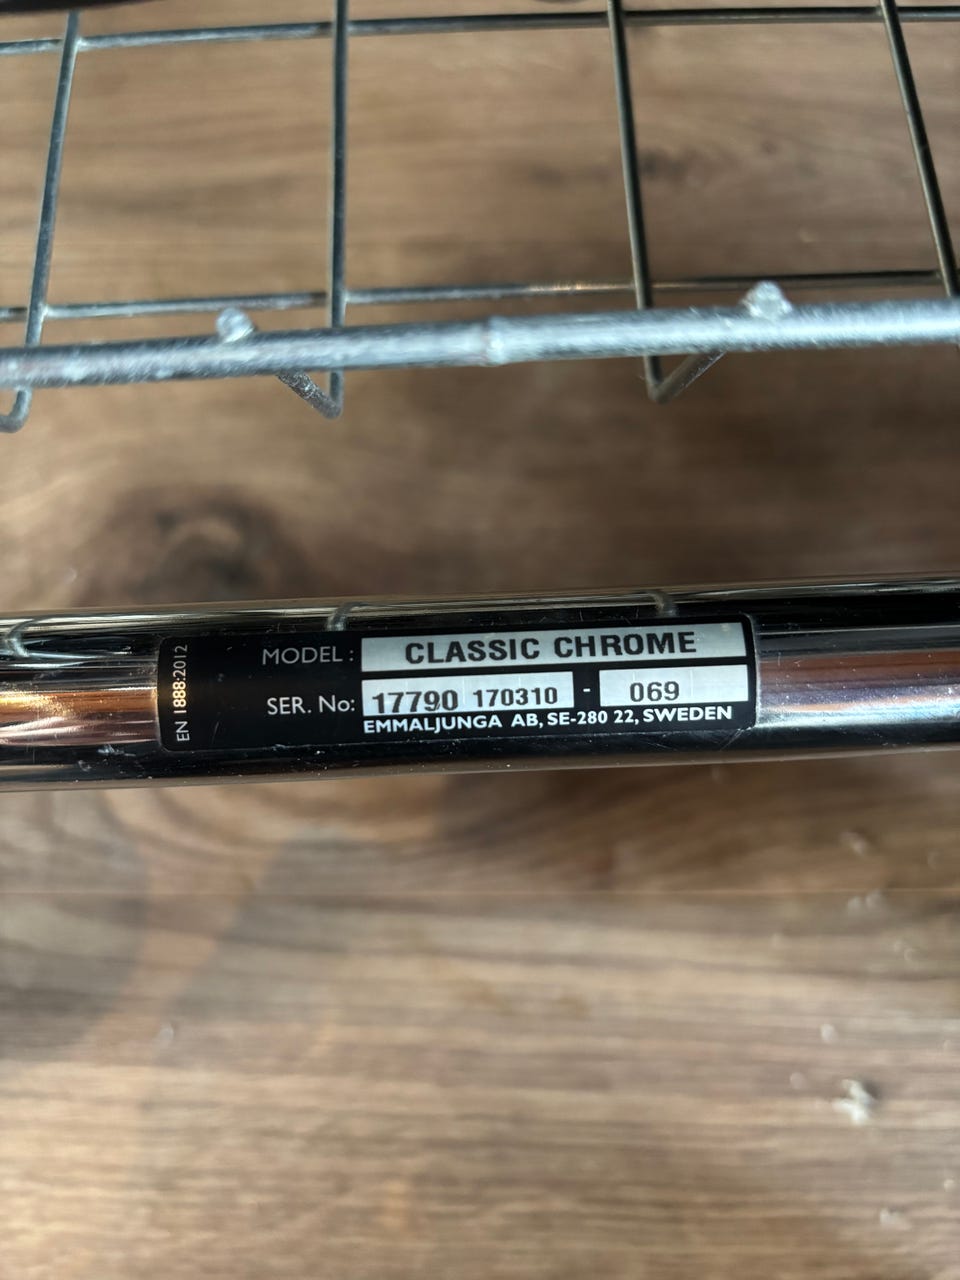 EN 1888:2012
MODEL : CLASSIC CHROME
SER. No: 17790 170310 - 069
EMMALJUNGA AB, SE-280 22, SWEDEN